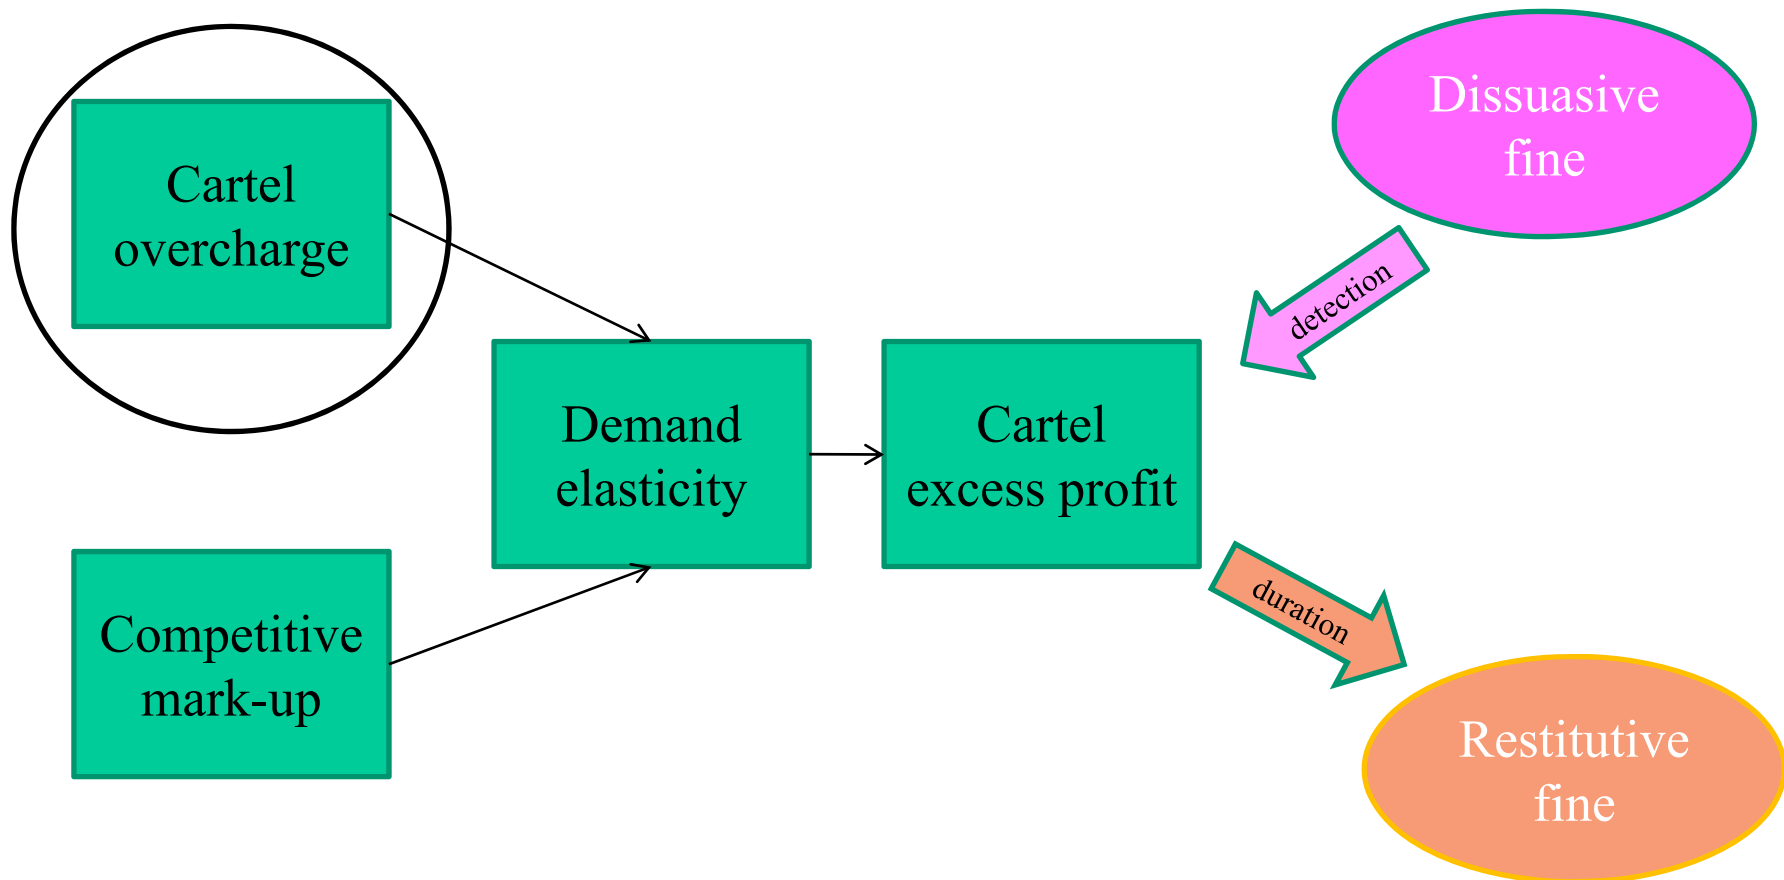 Cartel
overcharge
Dissuasive
fine
detection
Demand
elasticity
Cartel
excess profit
Competitive
mark-up
duration
Restitutive
fine